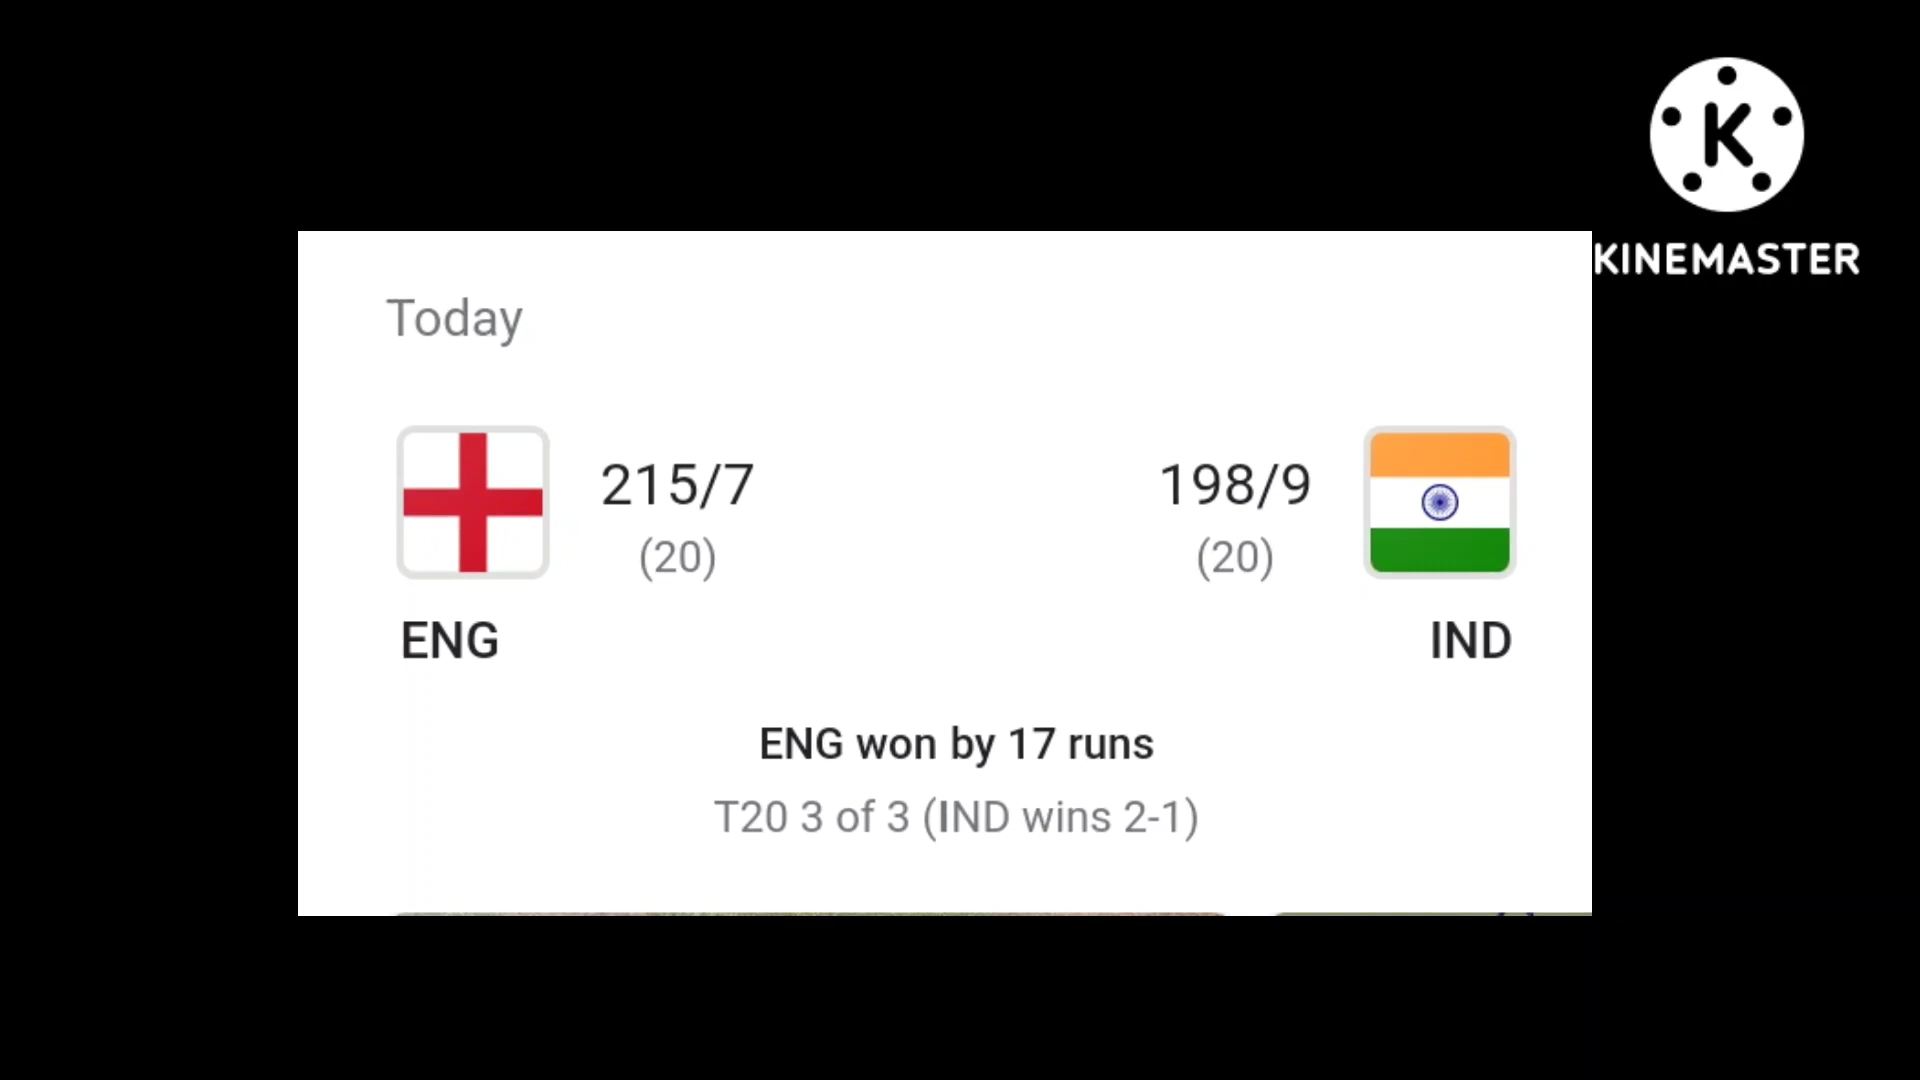 K
KINEMASTER
Today
215/7
198/9
(20)
(20)
ENG
IND
ENG won by 17 runs
T20 3 of 3 (IND wins 2-1)